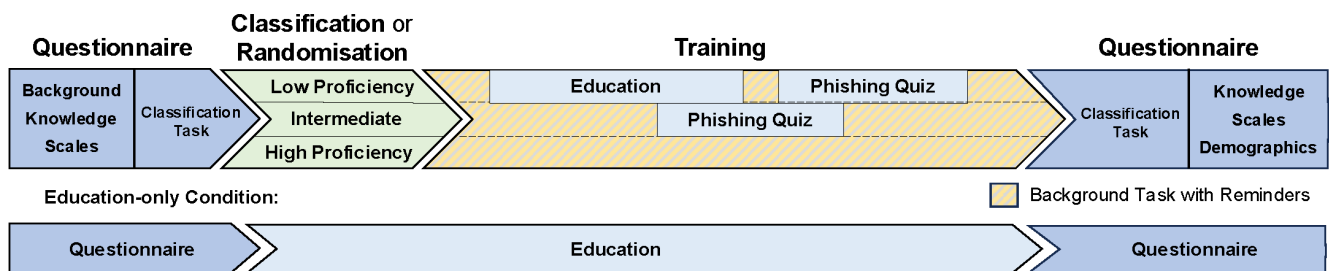 Questionnaire
Classification or
Randomisation
Training
Questionnaire
Background
Knowledge
Scales
Classification
Task
Low Proficiency
Intermediate
High Proficiency
Education
Phishing Quiz
Phishing Quiz
Classification
Task
Knowledge
Scales
Demographics
Education-only Condition:
Background Task with Reminders
Questionnaire
Education
Questionnaire